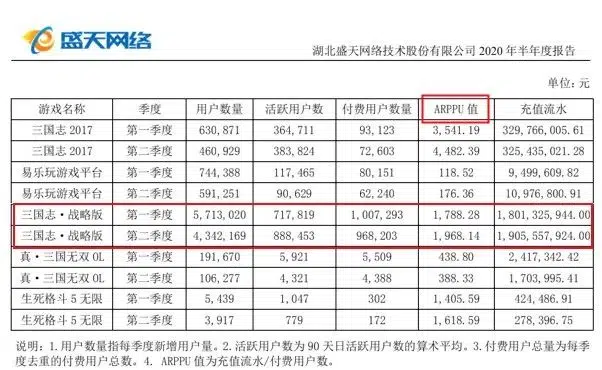 盛天网络
湖北盛天网络技术股份有限公司 2020 年半年度报告
单位：元
游戏名称 季度 用户数量 活跃用户数 付费用户数量 ARPPU 值 充值流水
三国志 2017 第一季度 630,871 364,711 93,123 3,541.19 329,766,005.61
三国志 2017 第二季度 460,929 383,824 72,603 4,482.39 325,435,021.28
易乐玩游戏平台 第一季度 744,388 117,465 80,151 118.52 9,499,609.82
易乐玩游戏平台 第二季度 591,251 90,629 62,240 176.36 10,976,800.91
三国志·战略版 第一季度 5,713,020 717,819 1,007,293 1,788.28 1,801,325,944.00
三国志·战略版 第二季度 4,342,169 888,453 968,203 1,968.14 1,905,557,924.00
真·三国无双 OL 第一季度 191,670 5,921 5,509 438.80 2,417,342.42
真·三国无双 OL 第二季度 106,277 4,321 4,388 388.33 1,703,995.41
生死格斗 5 无限 第一季度 5,439 1,047 302 1,405.59 424,486.91
生死格斗 5 无限 第二季度 3,917 779 172 1,618.59 278,396.75
说明：1.用户数量指每季度新增用户量。2.活跃用户数为 90 天日活跃用户数的算术平均。3.付费用户总量为每季
度去重的付费用户总数。4. ARPPU 值为充值流水/付费用户数。